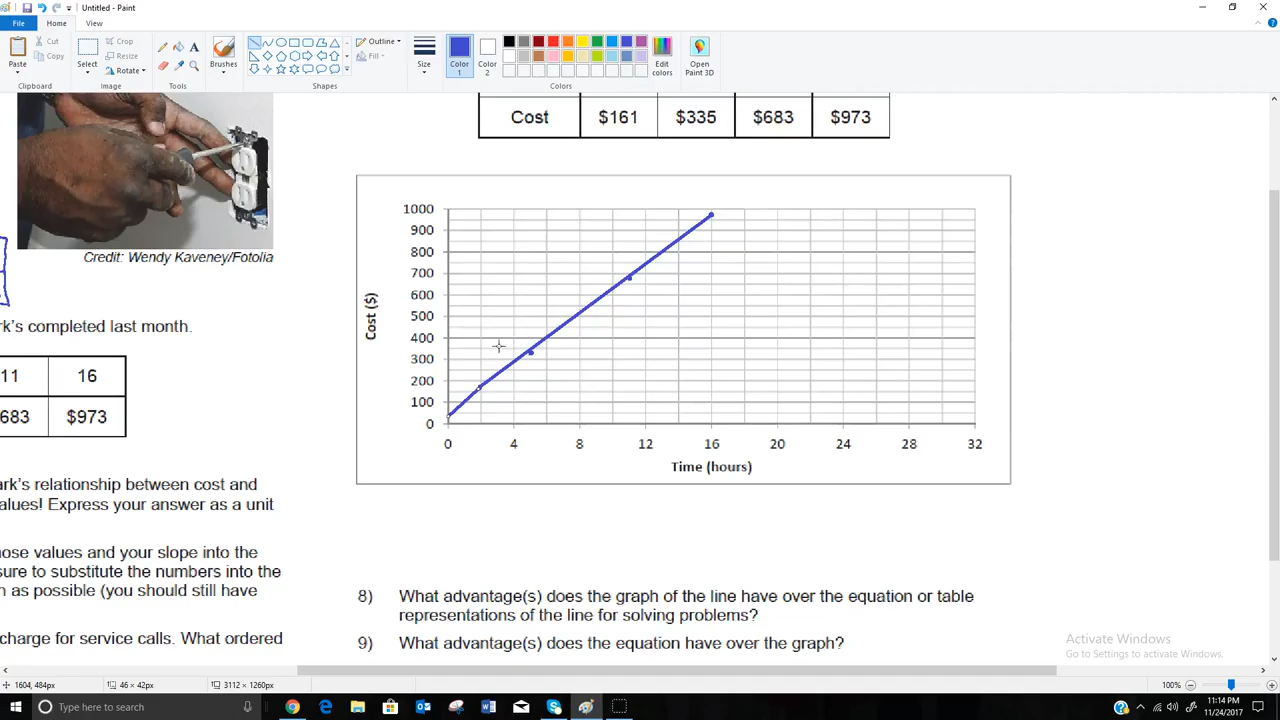 Untitled - Paint
File Home View
Paste
Cut
Copy
Clipboard
Select
Crop
Resize
Rotate
Image
Tools
Brushes
Shapes
Outline
Fill
Size
Color 1
Color 2
Edit colors
Open Paint 3D
Colors
Cost $161 $335 $683 $973
Credit: Wendy Kaveney/Fotolia
rk's completed last month.
11 16
683 $973
ark's relationship between cost and
alues! Express your answer as a unit
ose values and your slope into the
sure to substitute the numbers into the
n as possible (you should still have
charge for service calls. What ordered
1000
900
800
700
600
500
400
300
200
100
0
Cost ($)
0 4 8 12 16 20 24 28 32
Time (hours)
8) What advantage(s) does the graph of the line have over the equation or table
representations of the line for solving problems?
9) What advantage(s) does the equation have over the graph?
Activate Windows
Go to Settings to activate Windows.
1604, 484px 46 × 42px 3112 × 1260px 100%
Type here to search
11:14 PM
11/24/2017